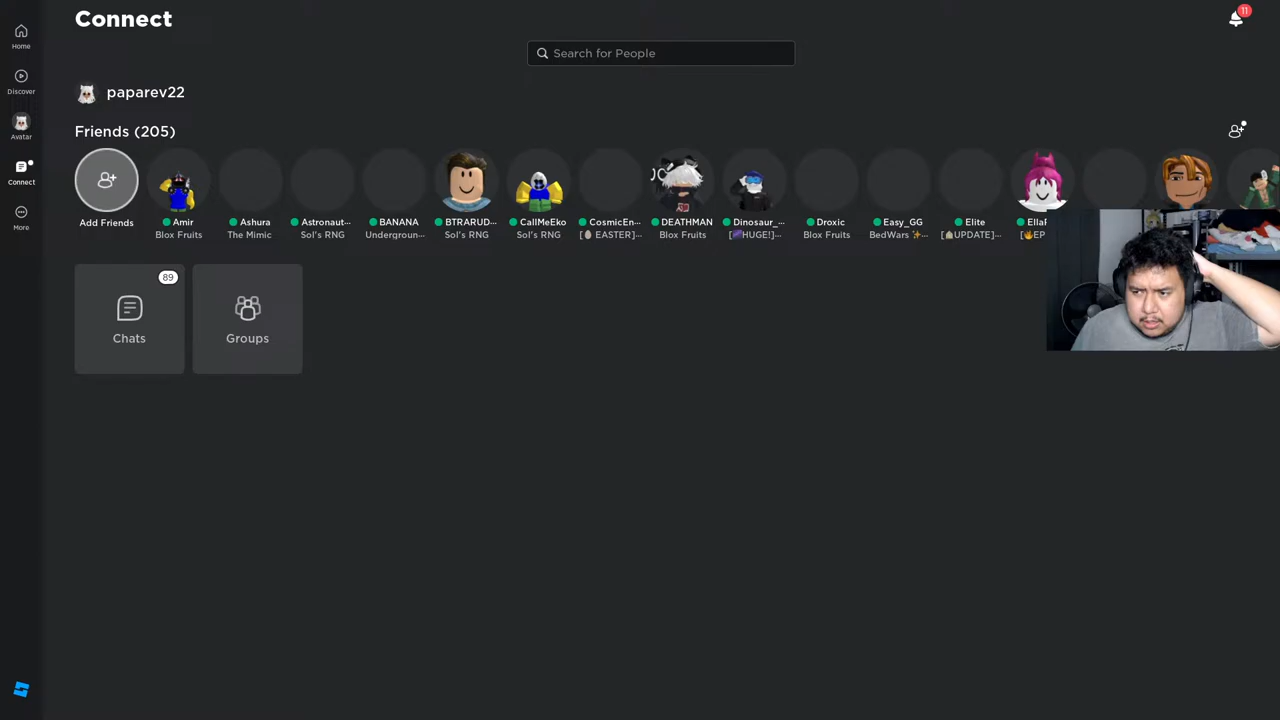 Connect
11
Home
Search for People
Discover
paparev22
Avatar
Friends (205)
Connect
More
Add Friends
Amir
Blox Fruits
Ashura
The Mimic
Astronaut...
Sol's RNG
BANANA
Undergroun...
BTRARUD...
Sol's RNG
CallMeEko
Sol's RNG
CosmicEn...
[🥚 EASTER]...
DEATHMAN
Blox Fruits
Dinosaur_...
HUGE!]...
Droxic
Blox Fruits
Easy_GG
BedWars ✨...
Elite
UPDATE]...
[🔥EP
89
Chats
Groups